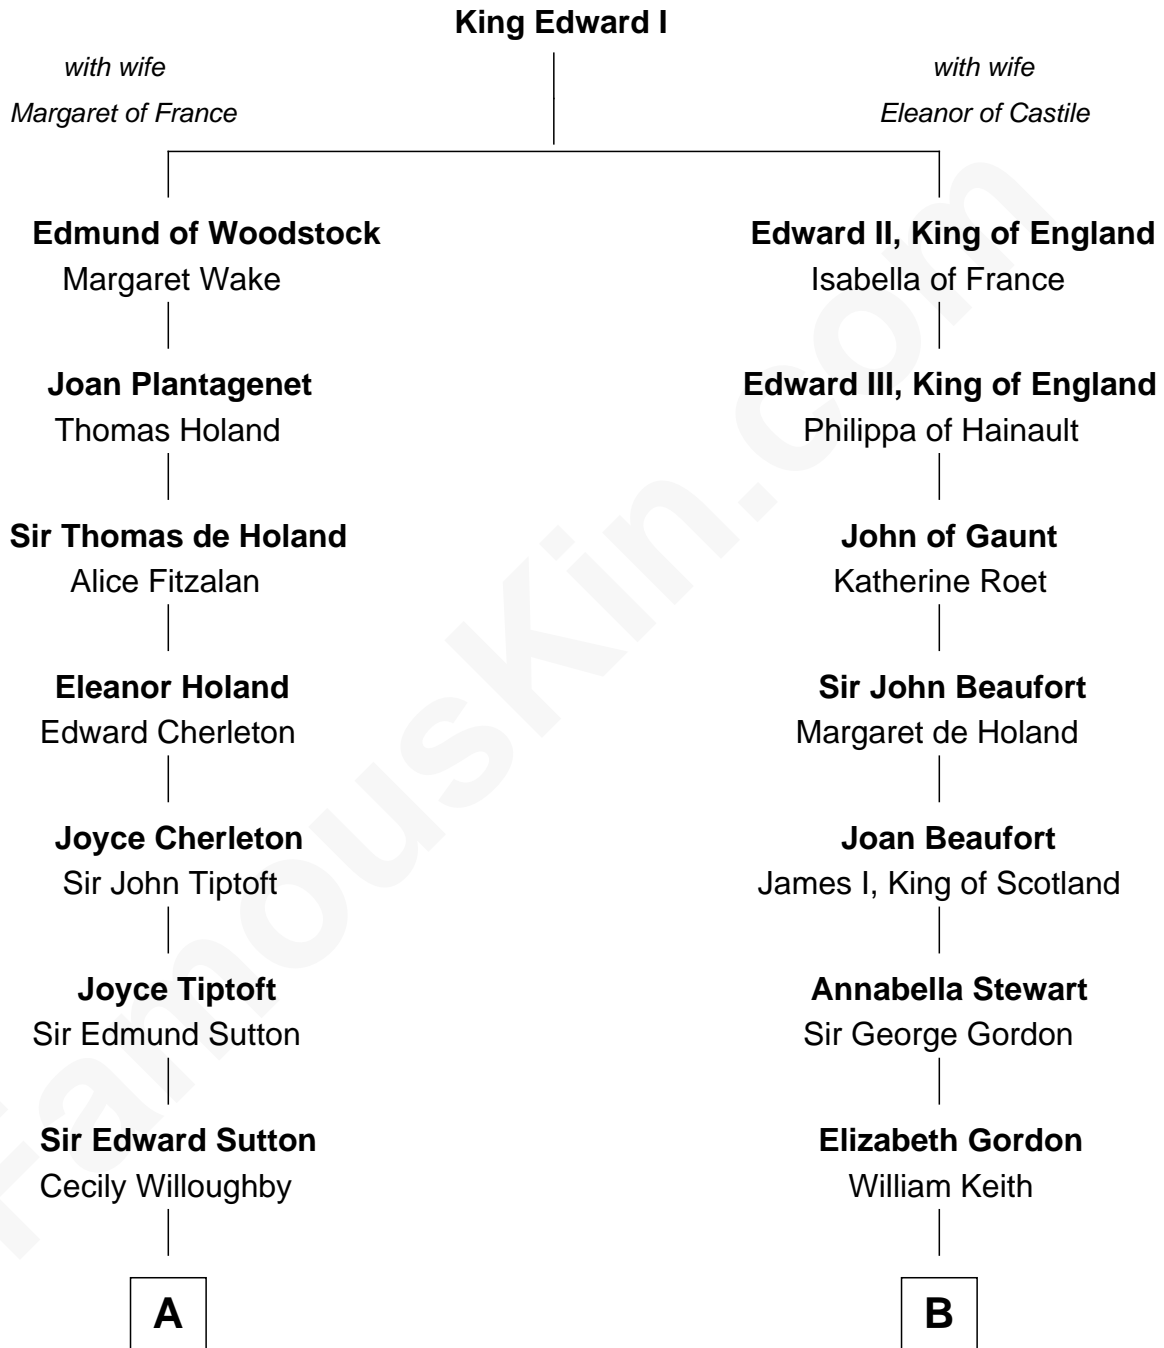 King Edward I
with wife
Margaret of France
with wife
Eleanor of Castile
Edmund of Woodstock
Margaret Wake
Edward II, King of England
Isabella of France
Joan Plantagenet
Thomas Holand
Edward III, King of England
Philippa of Hainault
Sir Thomas de Holand
Alice Fitzalan
John of Gaunt
Katherine Roet
Eleanor Holand
Edward Cherleton
Sir John Beaufort
Margaret de Holand
Joyce Cherleton
Sir John Tiptoft
Joan Beaufort
James I, King of Scotland
Joyce Tiptoft
Sir Edmund Sutton
Annabella Stewart
Sir George Gordon
Sir Edward Sutton
Cecily Willoughby
Elizabeth Gordon
William Keith
A
B
FamousKin.com